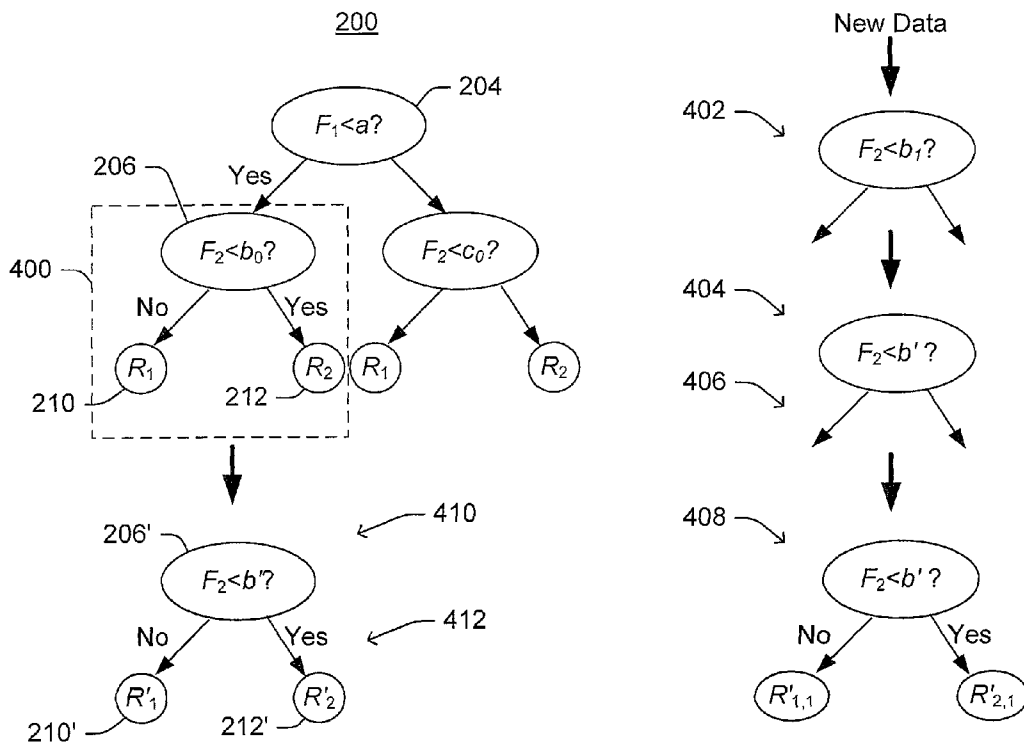 200
204
F₁<a?
206
Yes
F₂<b₀?
F₂<c₀?
400
No
Yes
R₁
R₂
R₁
R₂
210
212
206'
410
F₂<b'?
No
Yes
412
R'₁
R'₂
210'
212'
New Data
402
F₂<b₁?
404
F₂<b' ?
406
408
F₂<b' ?
No
Yes
R'₁,₁
R'₂,₁